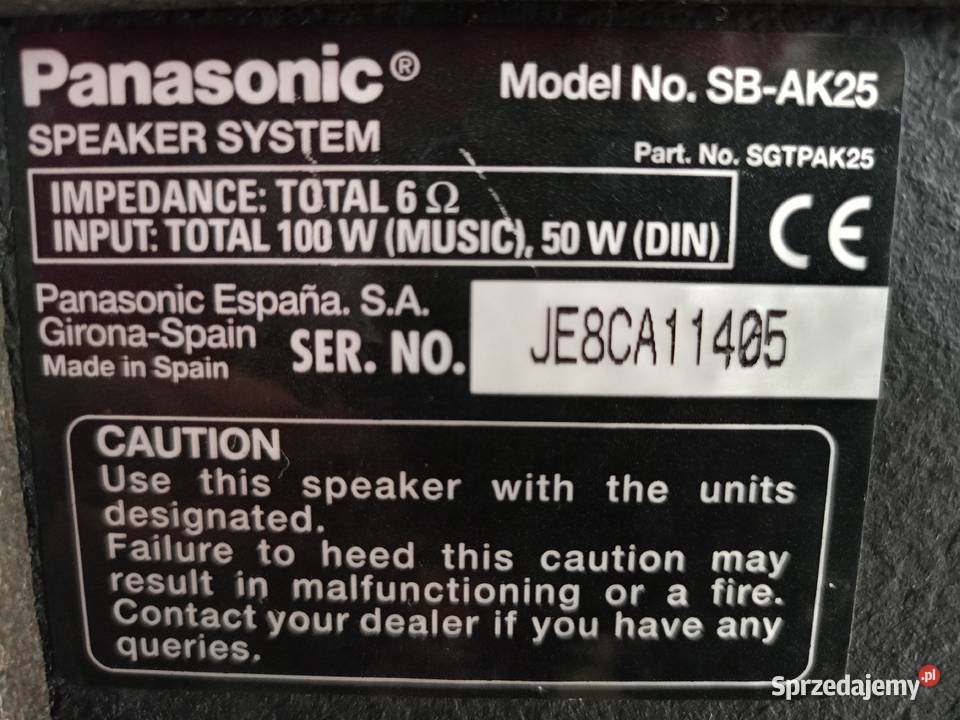 Panasonic®
Model No. SB-AK25
SPEAKER SYSTEM
Part. No. SGTPAK25
IMPEDANCE: TOTAL 6 Ω
INPUT: TOTAL 100 W (MUSIC), 50 W (DIN)
CE
Panasonic España. S.A.
Girona-Spain
Made in Spain
SER. NO. JE8CA11405
CAUTION
Use this speaker with the units
designated.
Failure to heed this caution may
result in malfunctioning or a fire.
Contact your dealer if you have any
queries.
Sprzedajemy.pl